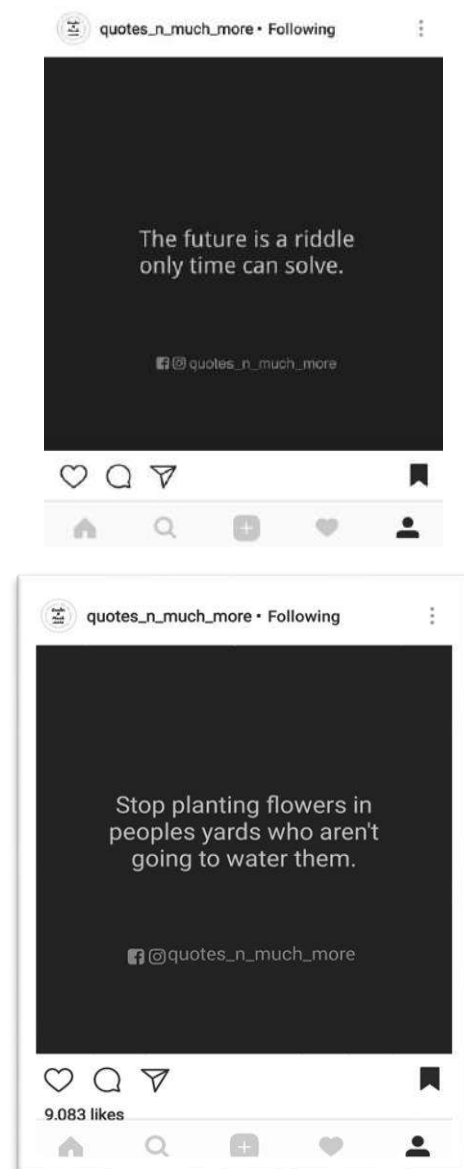 quotes_n_much_more • Following
The future is a riddle
only time can solve.
quotes_n_much_more
quotes_n_much_more • Following
Stop planting flowers in
peoples yards who aren't
going to water them.
quotes_n_much_more
9,083 likes